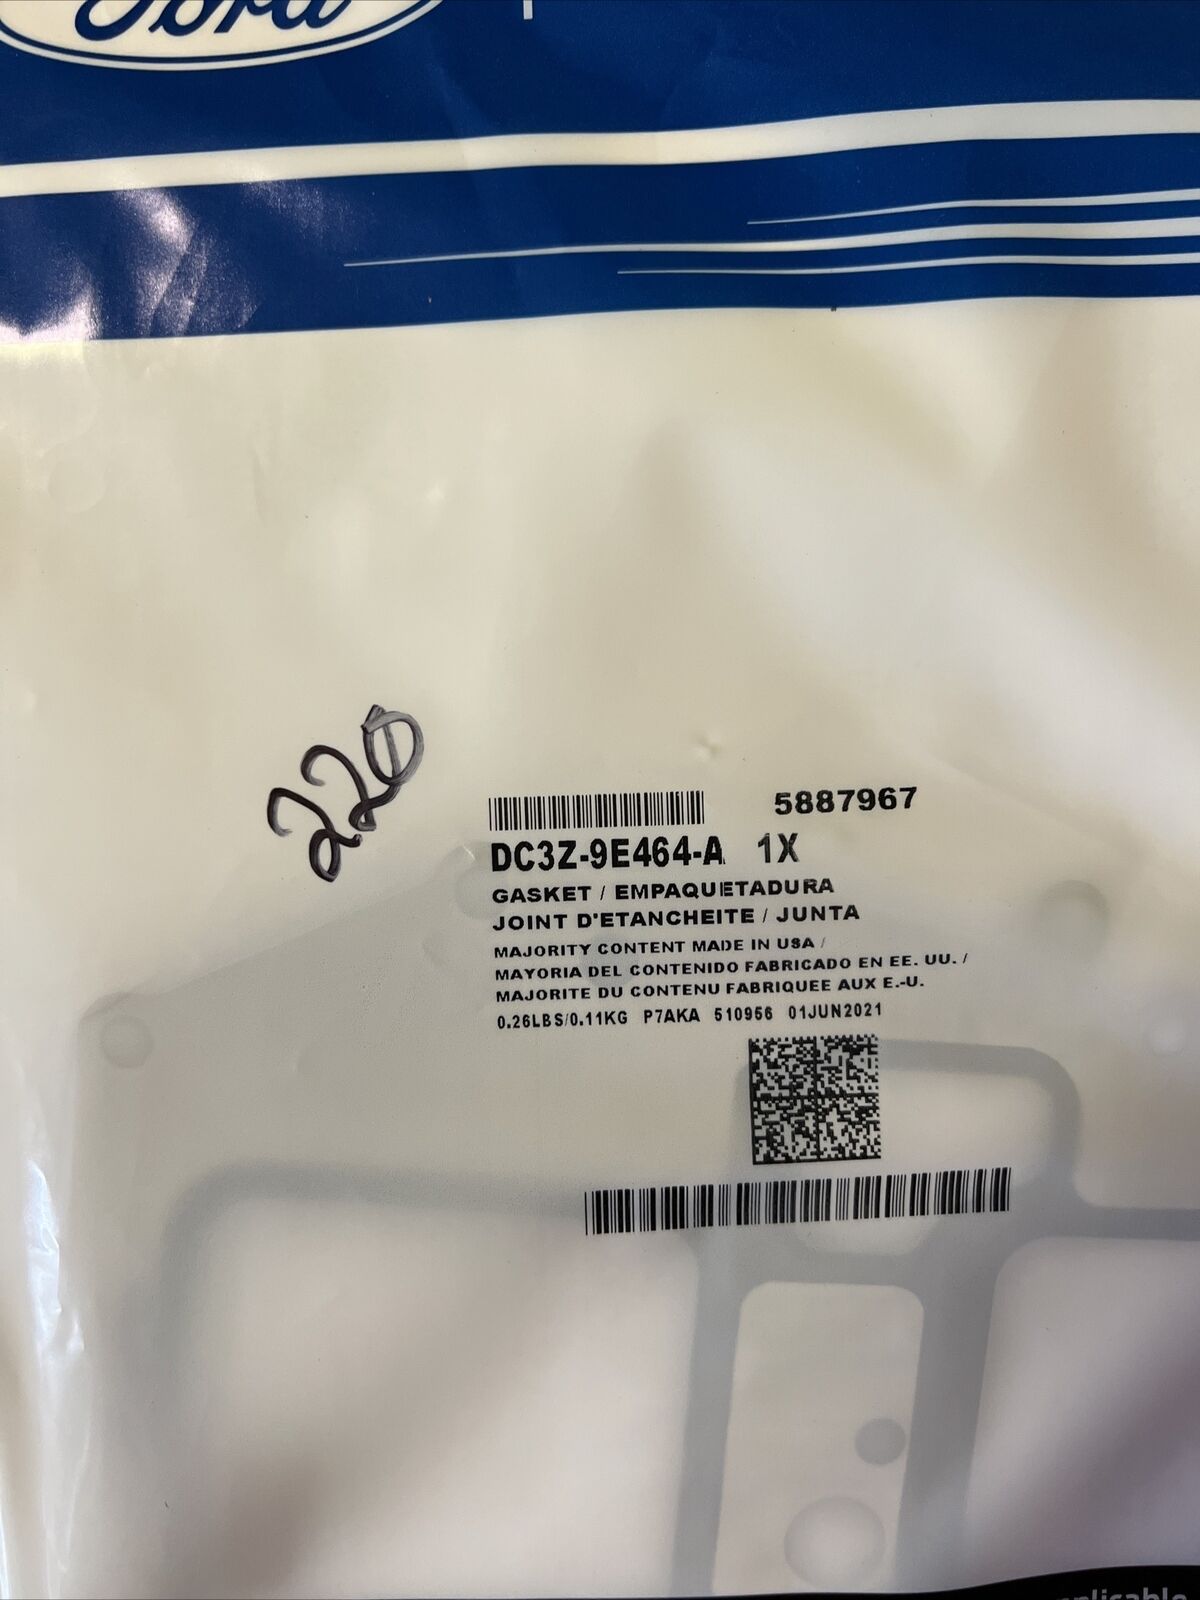 Ford
220
5887967
DC3Z-9E464-A 1X
GASKET / EMPAQUETADURA
JOINT D'ETANCHEITE / JUNTA
MAJORITY CONTENT MADE IN USA /
MAYORIA DEL CONTENIDO FABRICADO EN EE. UU. /
MAJORITE DU CONTENU FABRIQUEE AUX E.-U.
0.26LBS/0.11KG P7AKA 510956 01JUN2021